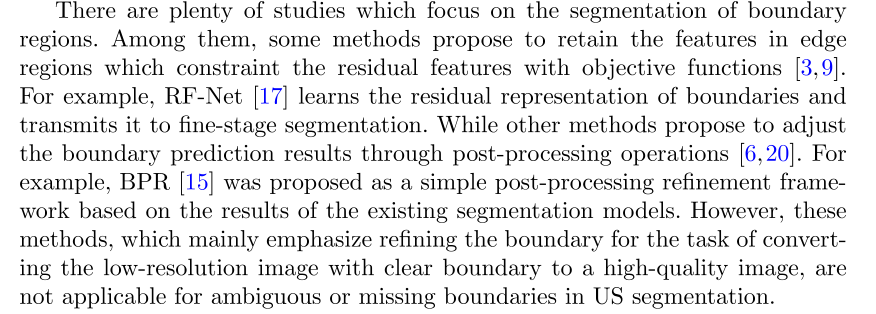 There are plenty of studies which focus on the segmentation of boundary
regions. Among them, some methods propose to retain the features in edge
regions which constraint the residual features with objective functions [3,9].
For example, RF-Net [17] learns the residual representation of boundaries and
transmits it to fine-stage segmentation. While other methods propose to adjust
the boundary prediction results through post-processing operations [6,20]. For
example, BPR [15] was proposed as a simple post-processing refinement frame-
work based on the results of the existing segmentation models. However, these
methods, which mainly emphasize refining the boundary for the task of convert-
ing the low-resolution image with clear boundary to a high-quality image, are
not applicable for ambiguous or missing boundaries in US segmentation.